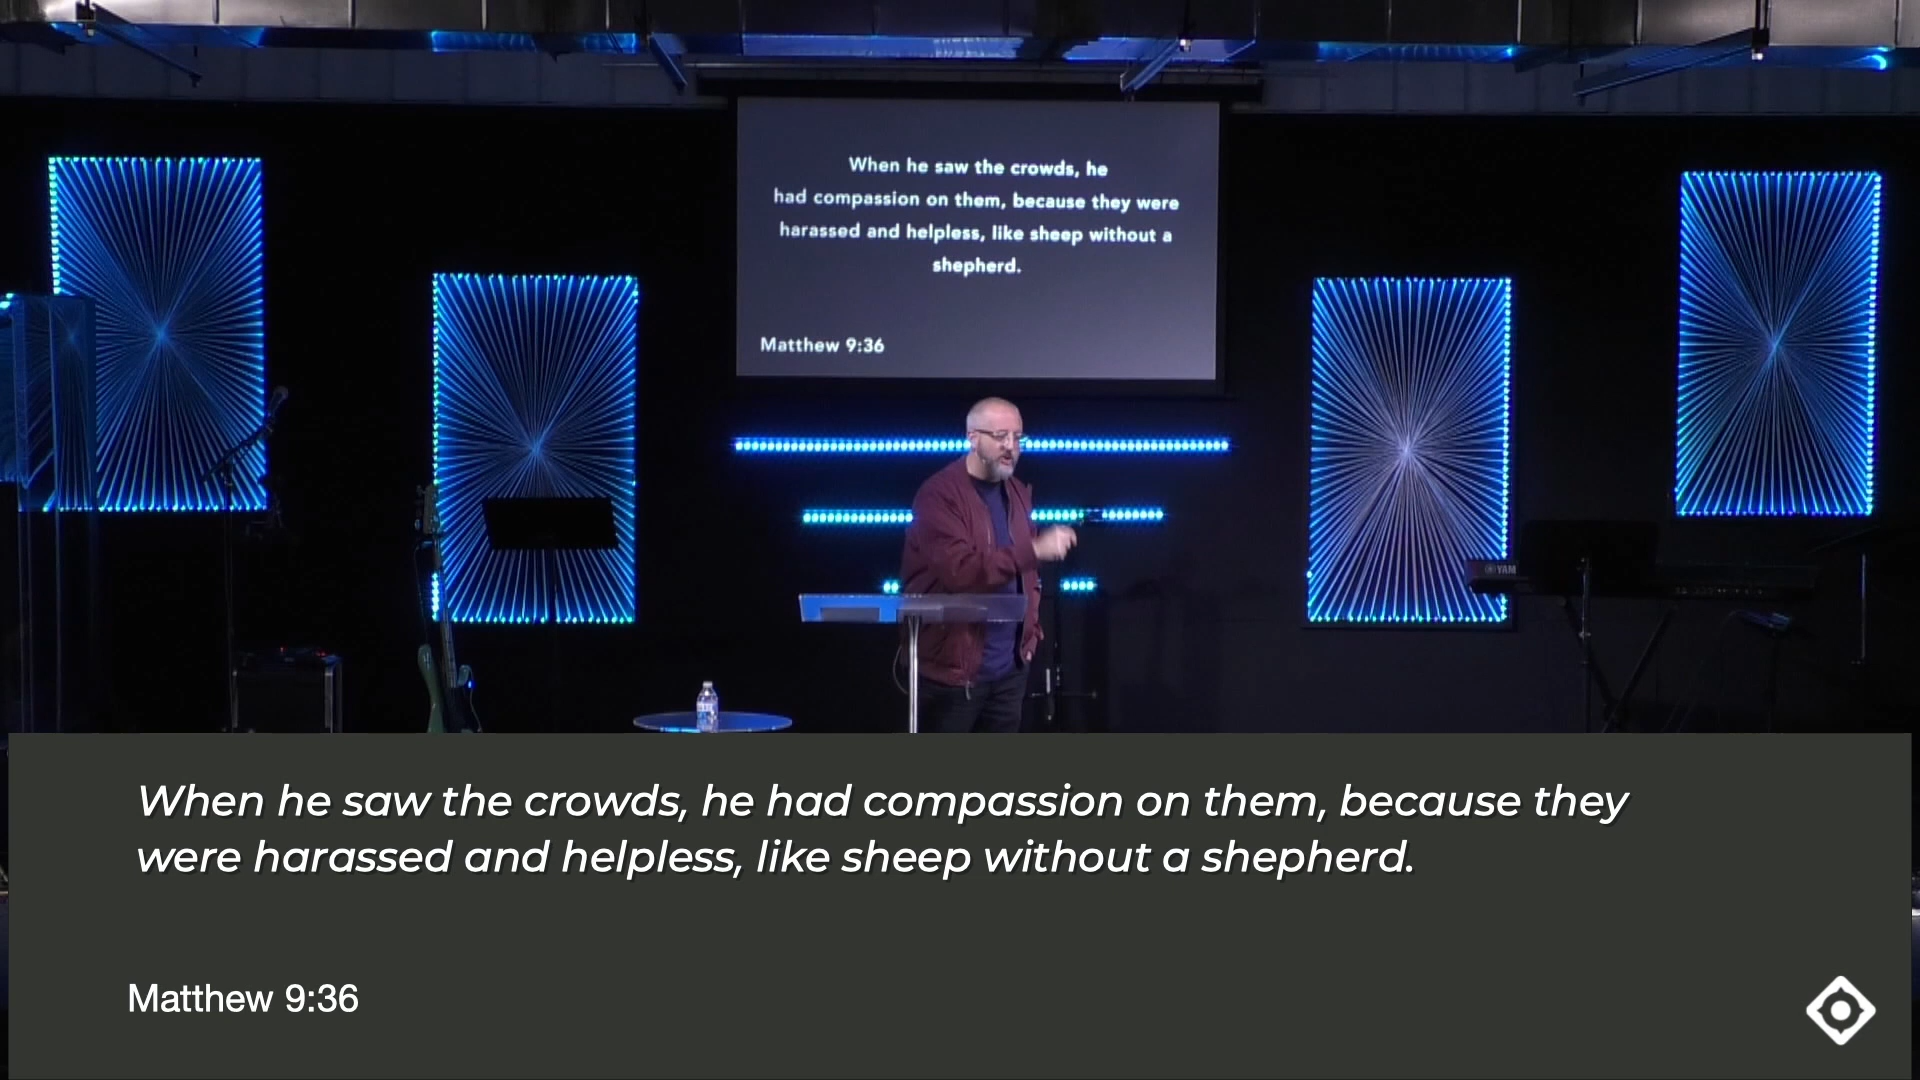 When he saw the crowds, he
had compassion on them, because they were
harassed and helpless, like sheep without a
shepherd.
Matthew 9:36
YAM
When he saw the crowds, he had compassion on them, because they
were harassed and helpless, like sheep without a shepherd.
Matthew 9:36